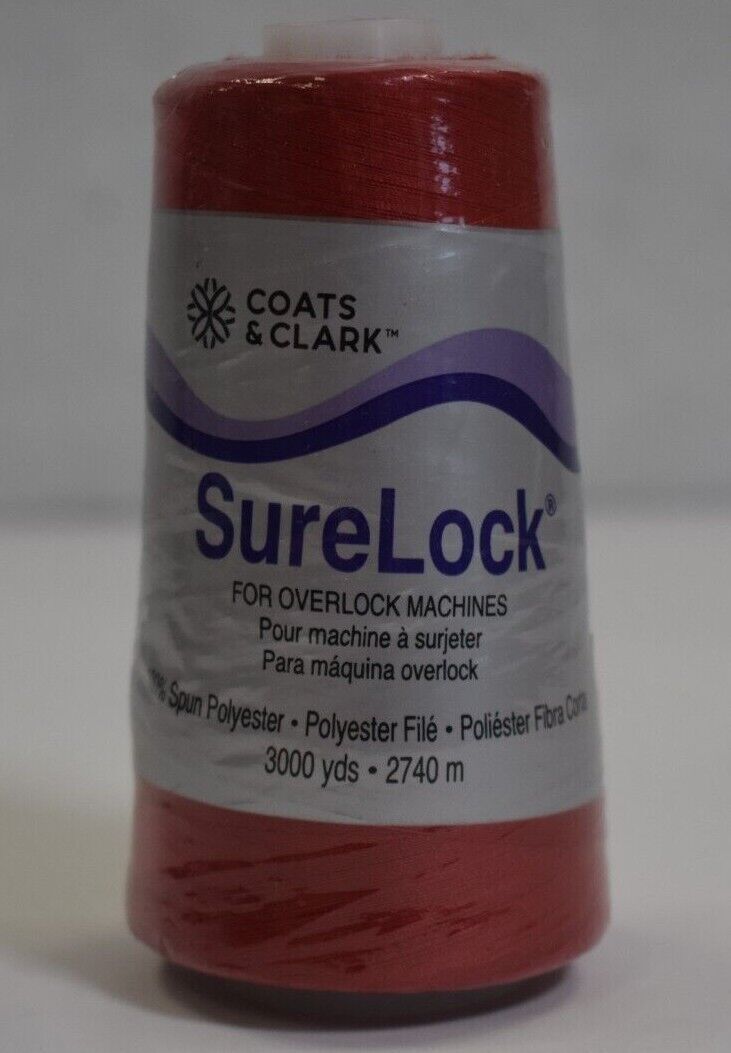 COATS
& CLARK™
SureLock®
FOR OVERLOCK MACHINES
Pour machine à surjeter
Para máquina overlock
Spun Polyester • Polyester Filé • Poliéster Fibra
3000 yds • 2740 m